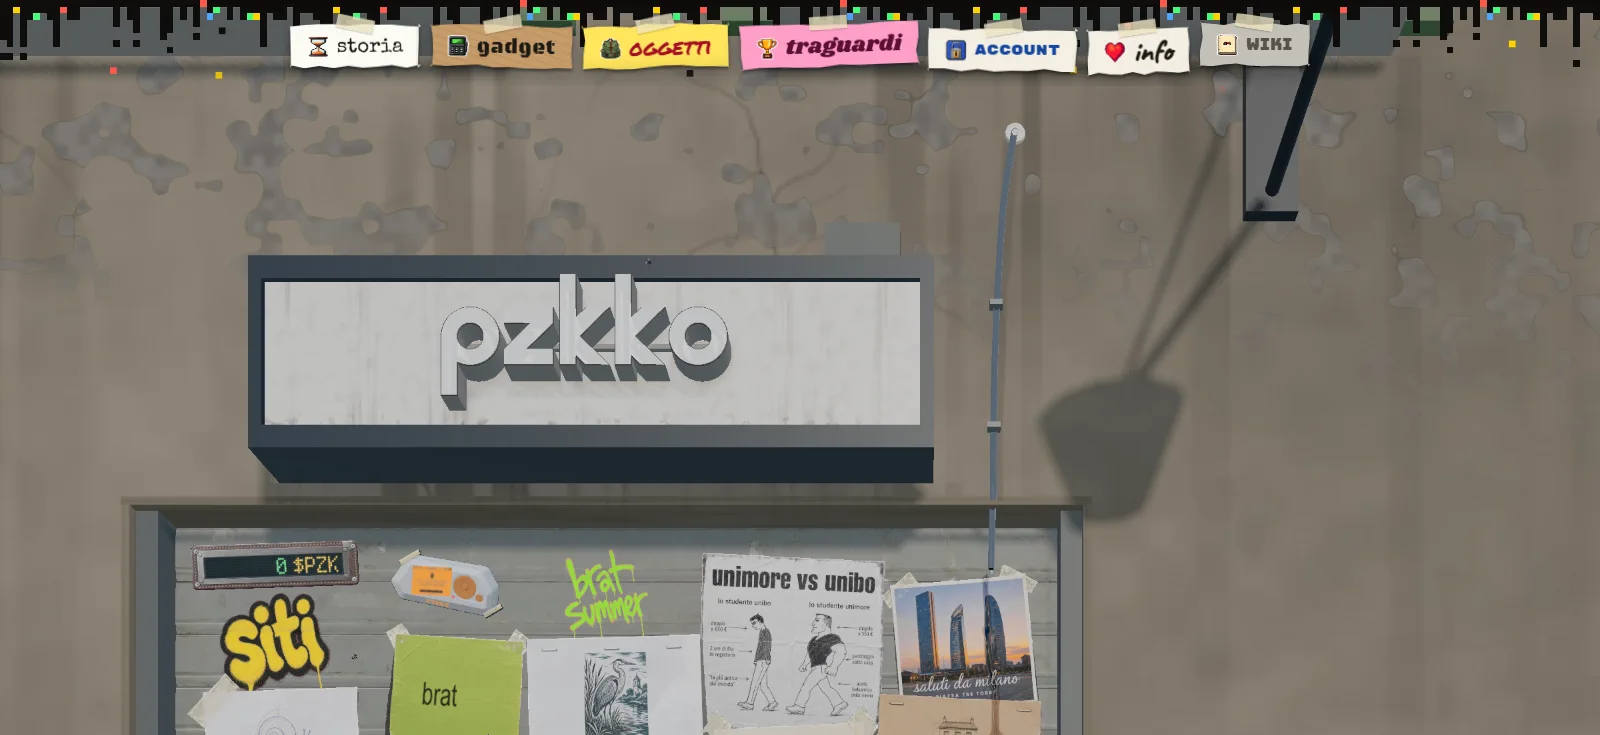 storia
gadget
OGGETTI
traguardi
ACCOUNT
info
WIKI
pzkko
0 $PZK
siti
brat
summer
brat
unimore vs unibo
lo studente unibo
lo studente unimore
saluti da milano